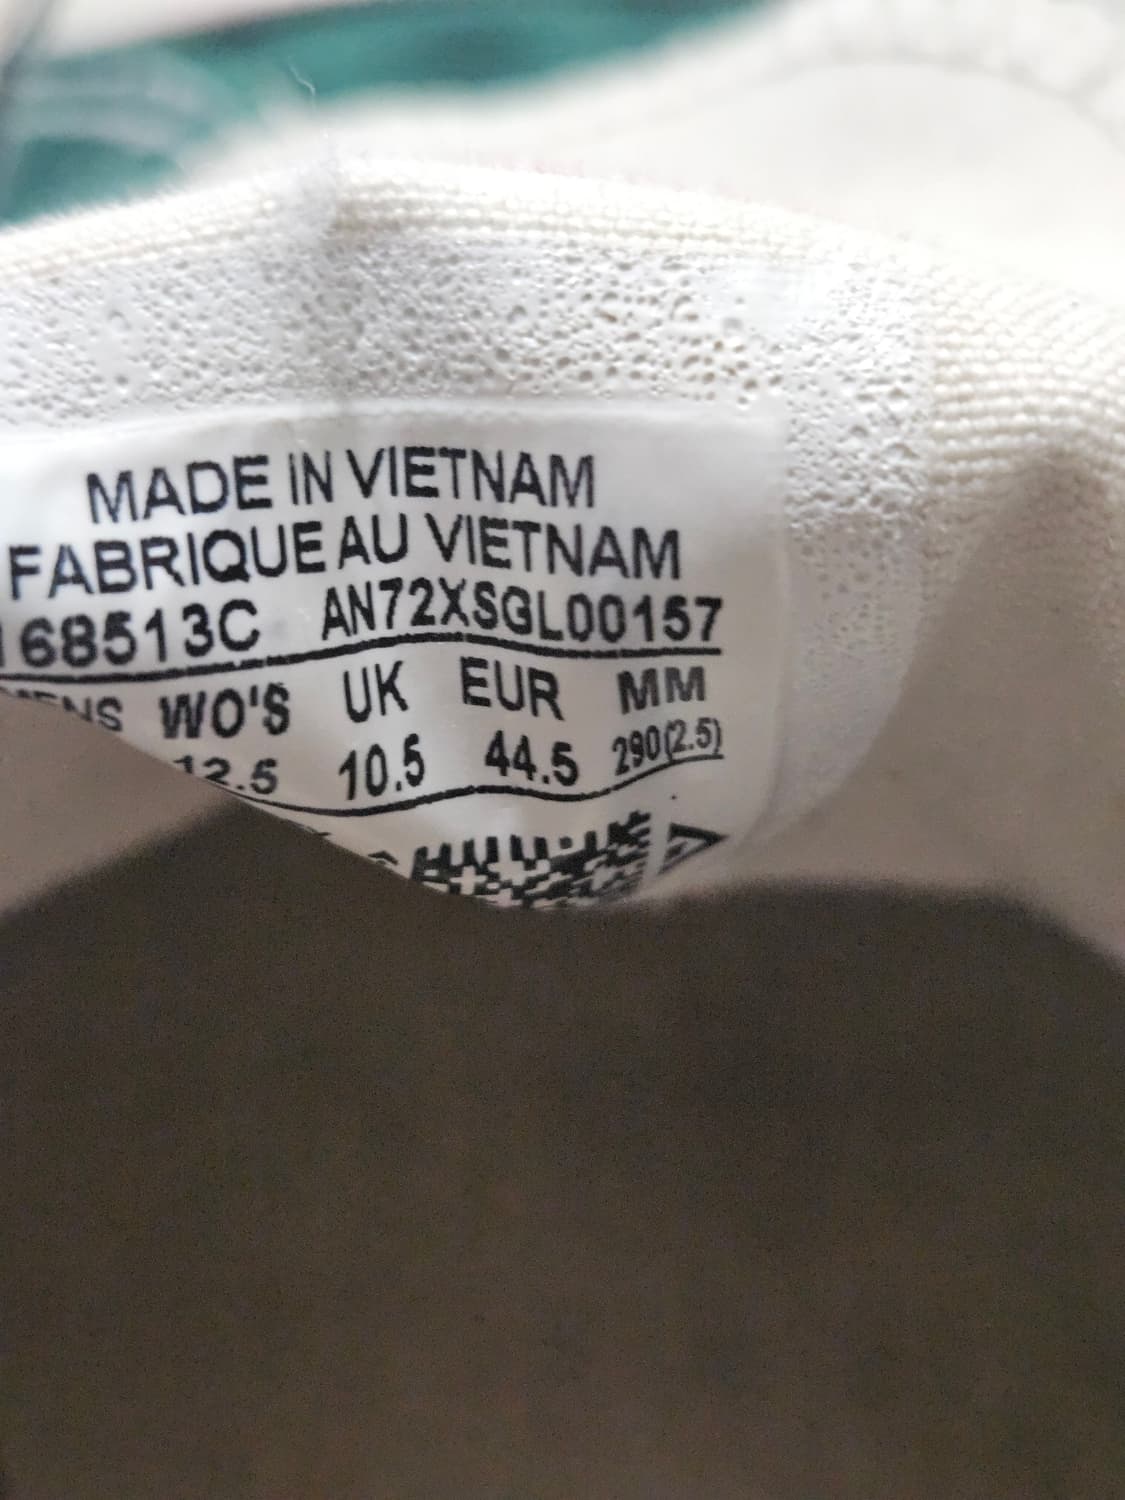 MADE IN VIETNAM
FABRIQUE AU VIETNAM
168513C AN72XSGL00157
WO'S UK EUR MM
12.5 10.5 44.5 290(2.5)